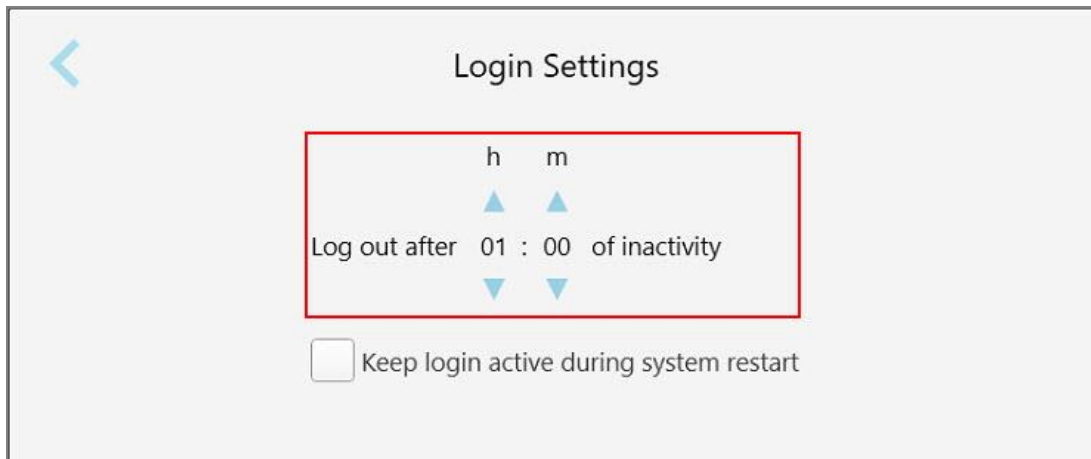 Login Settings
h m
Log out after 01 : 00 of inactivity
Keep login active during system restart